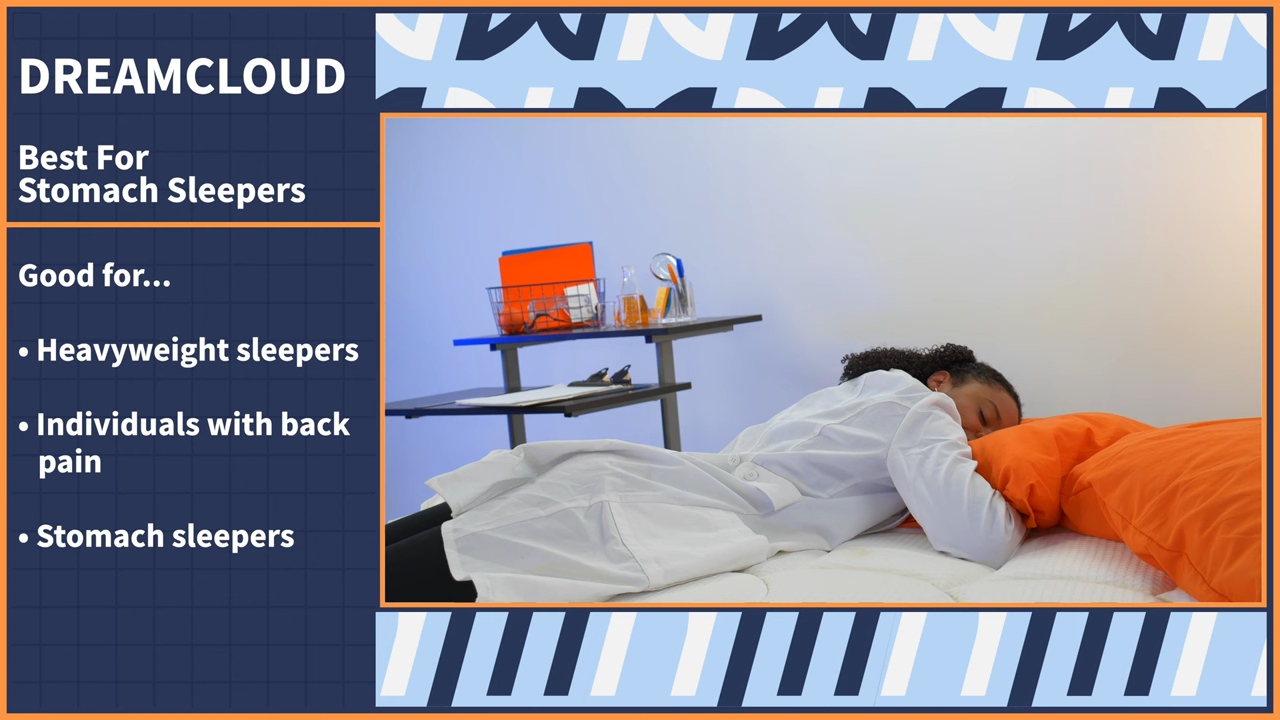 DREAMCLOUD
Best For
Stomach Sleepers
Good for...
• Heavyweight sleepers
• Individuals with back
pain
• Stomach sleepers